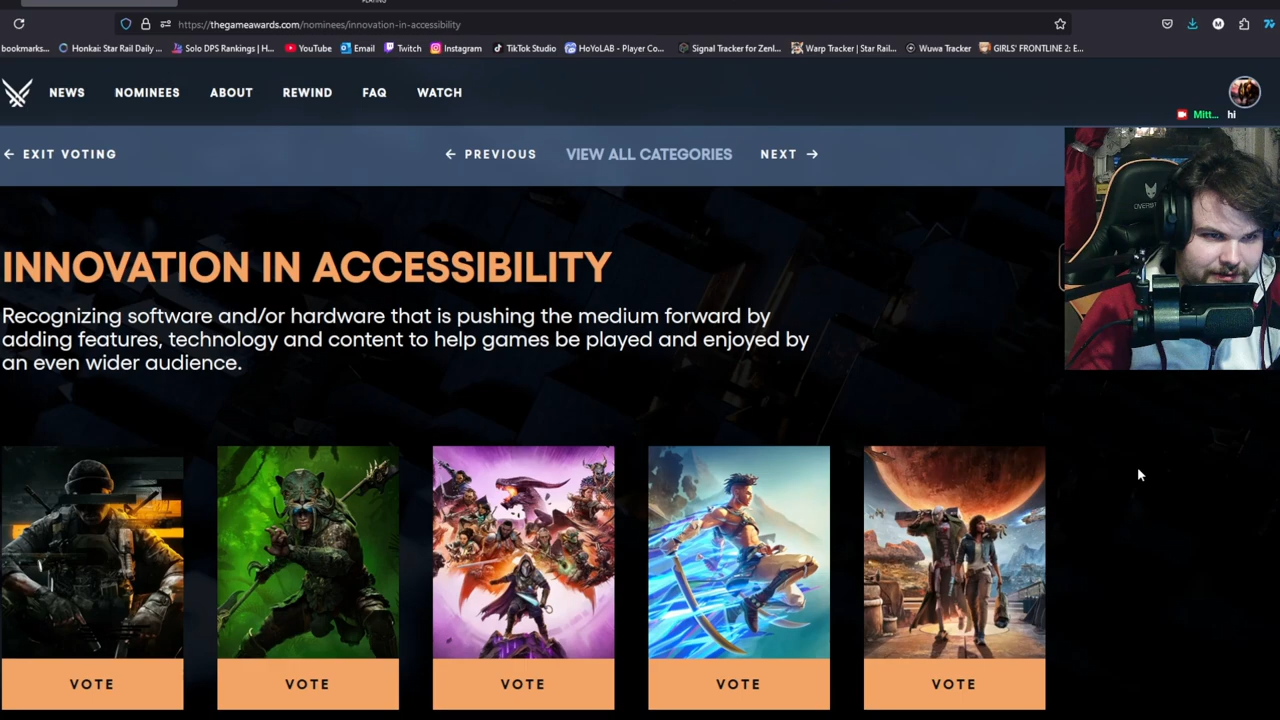 https://thegameawards.com/nominees/innovation-in-accessibility
bookmarks... Honkai: Star Rail Daily ... Solo DPS Rankings | H... YouTube Email Twitch Instagram TikTok Studio HoYoLAB - Player Co... Signal Tracker for Zenl... Warp Tracker | Star Rail... Wuwa Tracker GIRLS' FRONTLINE 2: E...
NEWS NOMINEES ABOUT REWIND FAQ WATCH
Mitt... hi
← EXIT VOTING ← PREVIOUS VIEW ALL CATEGORIES NEXT →
INNOVATION IN ACCESSIBILITY
Recognizing software and/or hardware that is pushing the medium forward by
adding features, technology and content to help games be played and enjoyed by
an even wider audience.
VOTE VOTE VOTE VOTE VOTE